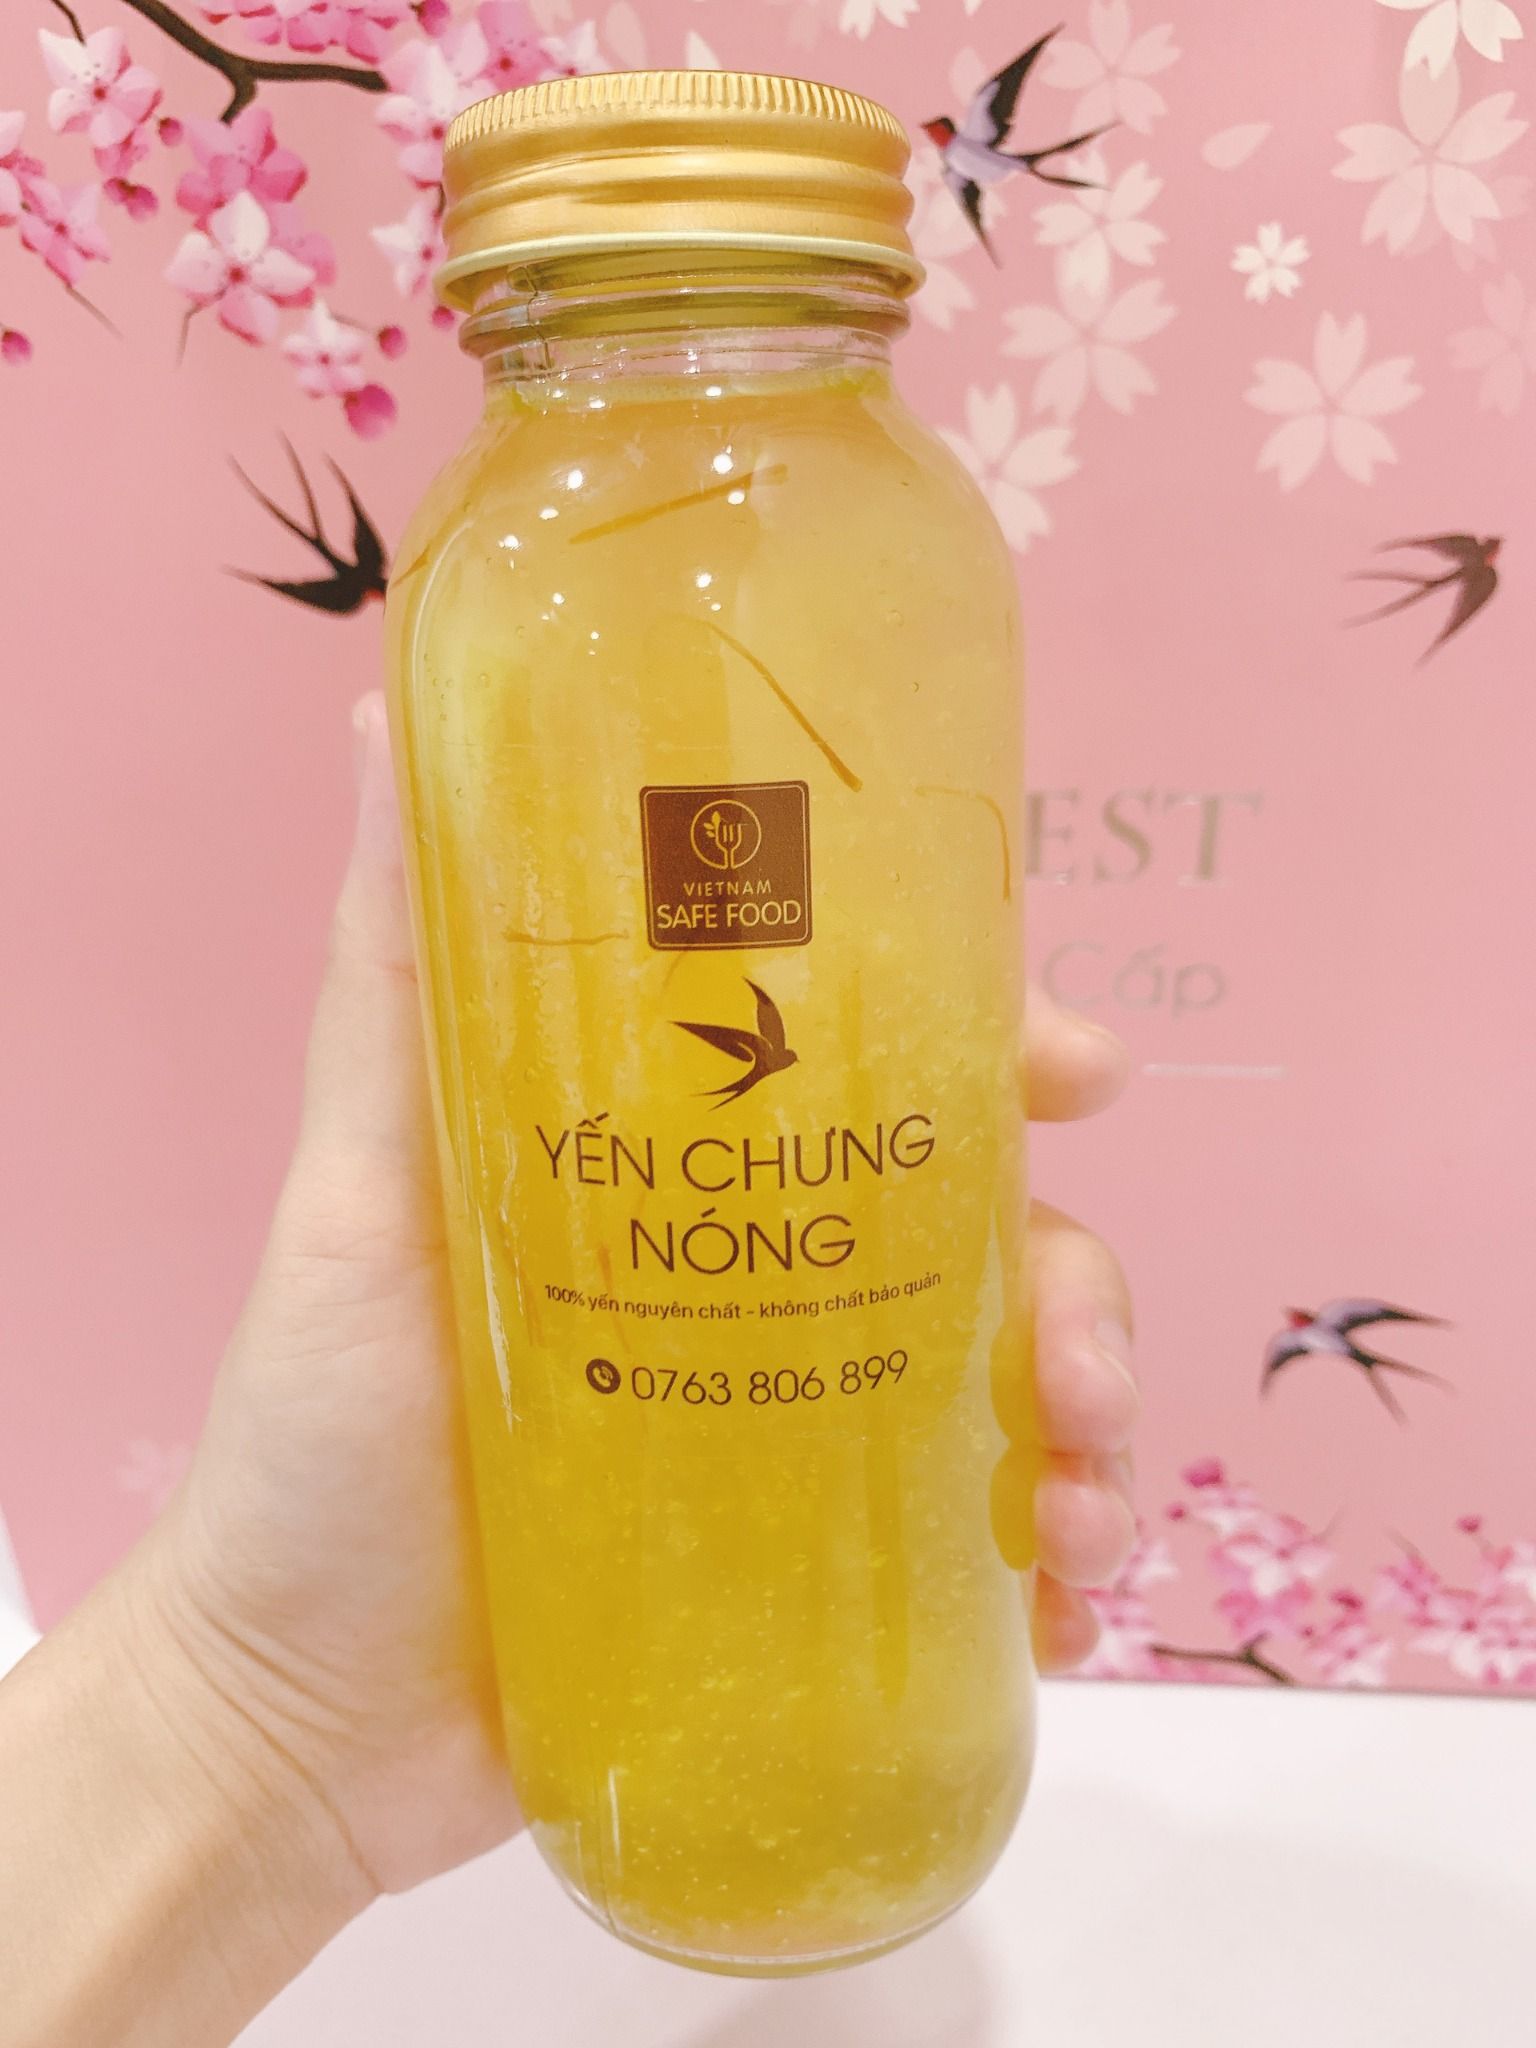 VIETNAM
SAFE FOOD
YẾN CHƯNG
NÓNG
100% yến nguyên chất - không chất bảo quản
0763 806 899
EST
Cấp